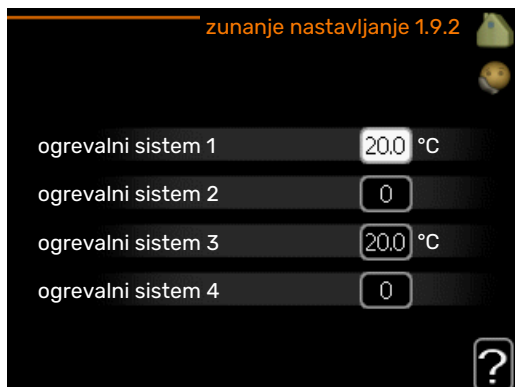 zunanje nastavljanje 1.9.2
ogrevalni sistem 1 20.0 °C
ogrevalni sistem 2 0
ogrevalni sistem 3 20.0 °C
ogrevalni sistem 4 0
?